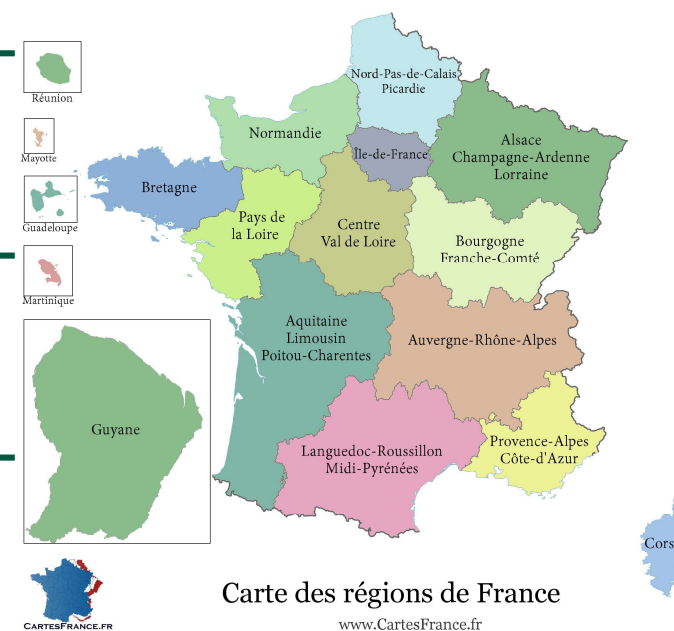 Nord-Pas-de-Calais
Picardie
Réunion
Normandie
Île-de-France
Alsace
Champagne-Ardenne
Lorraine
Mayotte
Bretagne
Guadeloupe
Pays de
la Loire
Centre
Val de Loire
Bourgogne
Franche-Comté
Martinique
Aquitaine
Limousin
Poitou-Charentes
Auvergne-Rhône-Alpes
Guyane
Languedoc-Roussillon
Midi-Pyrénées
Provence-Alpes
Côte-d'Azur
Cors
Carte des régions de France
CARTESFRANCE.FR
www.CartesFrance.fr